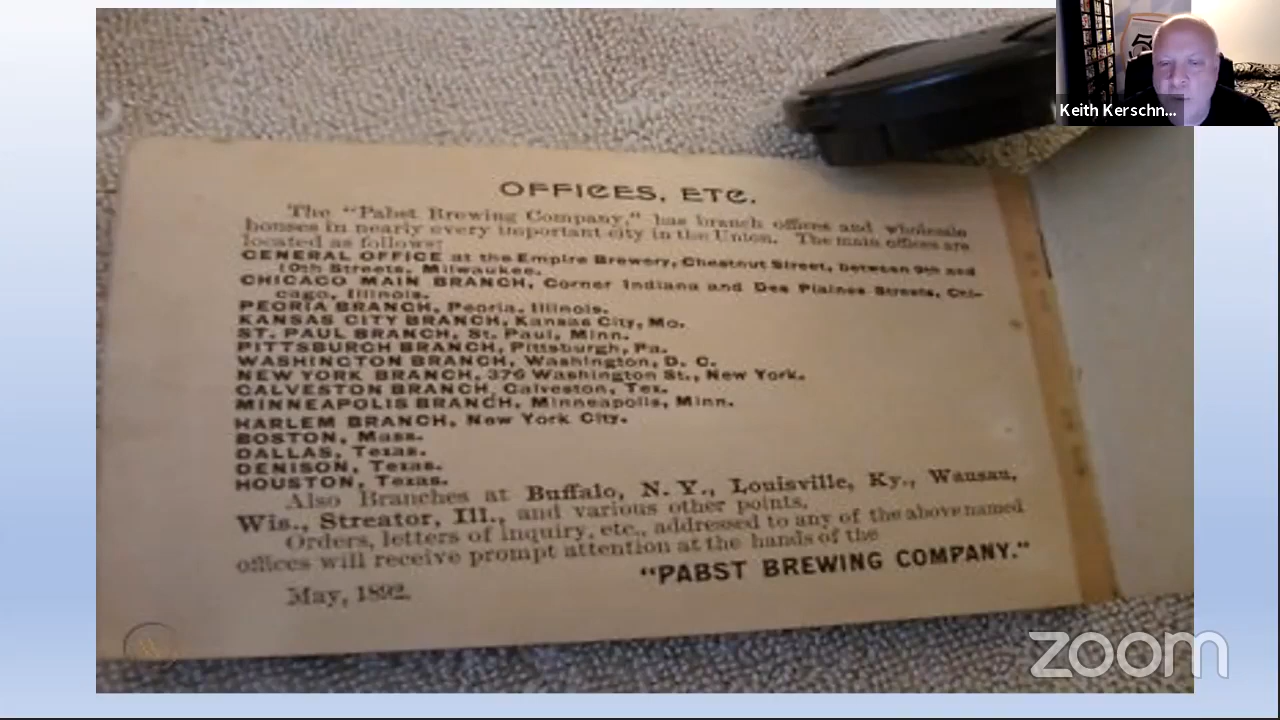 Keith Kerschn...
OFFICES, ETC.
The "Pabst Brewing Company," has branch offices and wholesale
houses in nearly every important city in the Union. The main offices are
located as follows:
GENERAL OFFICE at the Empire Brewery, Chestnut Street, between 9th and
10th Streets, Milwaukee.
CHICAGO MAIN BRANCH, Corner Indiana and Des Plaines Streets, Chi-
cago, Illinois.
PEORIA BRANCH, Peoria, Illinois.
KANSAS CITY BRANCH, Kansas City, Mo.
ST. PAUL BRANCH, St. Paul, Minn.
PITTSBURGH BRANCH, Pittsburgh, Pa.
WASHINGTON BRANCH, Washington, D. C.
NEW YORK BRANCH, 376 Washington St., New York.
GALVESTON BRANCH, Galveston, Tex.
MINNEAPOLIS BRANCH, Minneapolis, Minn.
HARLEM BRANCH, New York City.
BOSTON, Mass.
DALLAS, Texas.
DENISON, Texas.
HOUSTON, Texas.
Also Branches at Buffalo, N. Y., Louisville, Ky., Wausau,
Wis., Streator, Ill., and various other points.
Orders, letters of inquiry, etc., addressed to any of the above named
offices will receive prompt attention at the hands of the
"PABST BREWING COMPANY."
May, 1892.
zoom